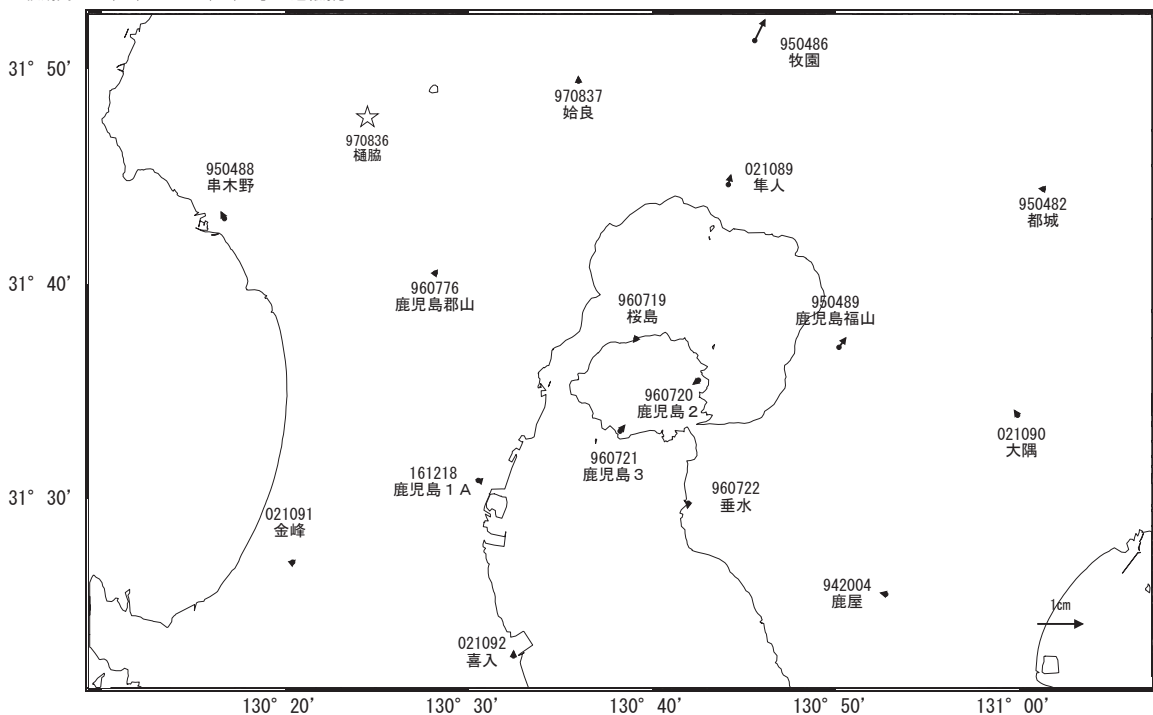 950486
牧園
31° 50'
970837
姶良
970836
樋脇
950488
串木野
021089
隼人
950482
都城
31° 40'
960776
鹿児島郡山
960719
桜島
950489
鹿児島福山
960720
鹿児島２
021090
大隅
960721
鹿児島３
161218
鹿児島１Ａ
31° 30'
960722
垂水
021091
金峰
942004
鹿屋
1cm
021092
喜入
130° 20'
130° 30'
130° 40'
130° 50'
131° 00'